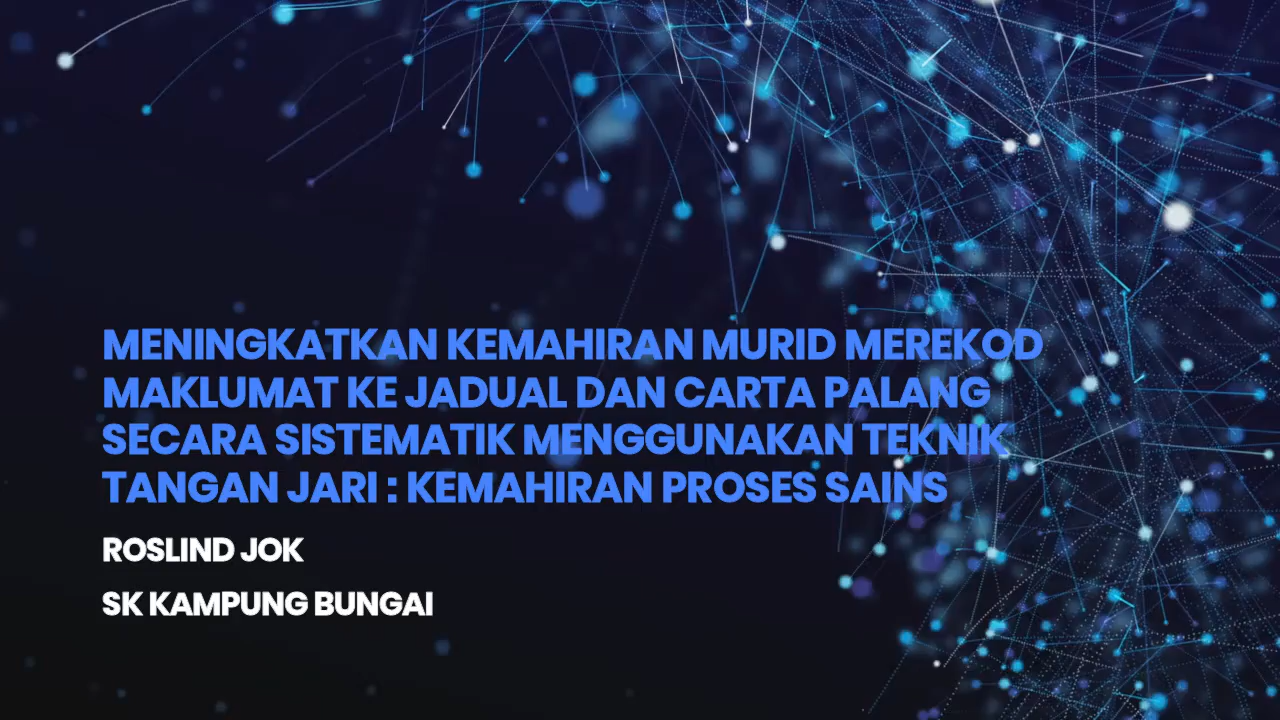 MENINGKATKAN KEMAHIRAN MURID MEREKOD
MAKLUMAT KE JADUAL DAN CARTA PALANG
SECARA SISTEMATIK MENGGUNAKAN TEKNIK
TANGAN JARI : KEMAHIRAN PROSES SAINS
ROSLIND JOK
SK KAMPUNG BUNGAI